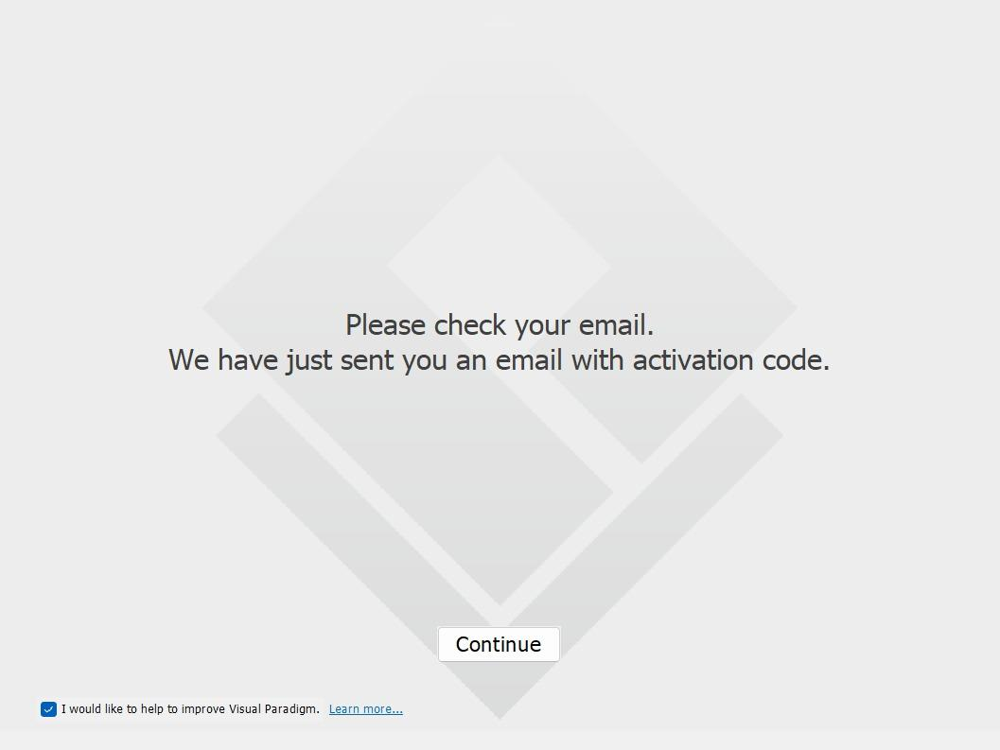 Please check your email.
We have just sent you an email with activation code.
Continue
I would like to help to improve Visual Paradigm. Learn more...